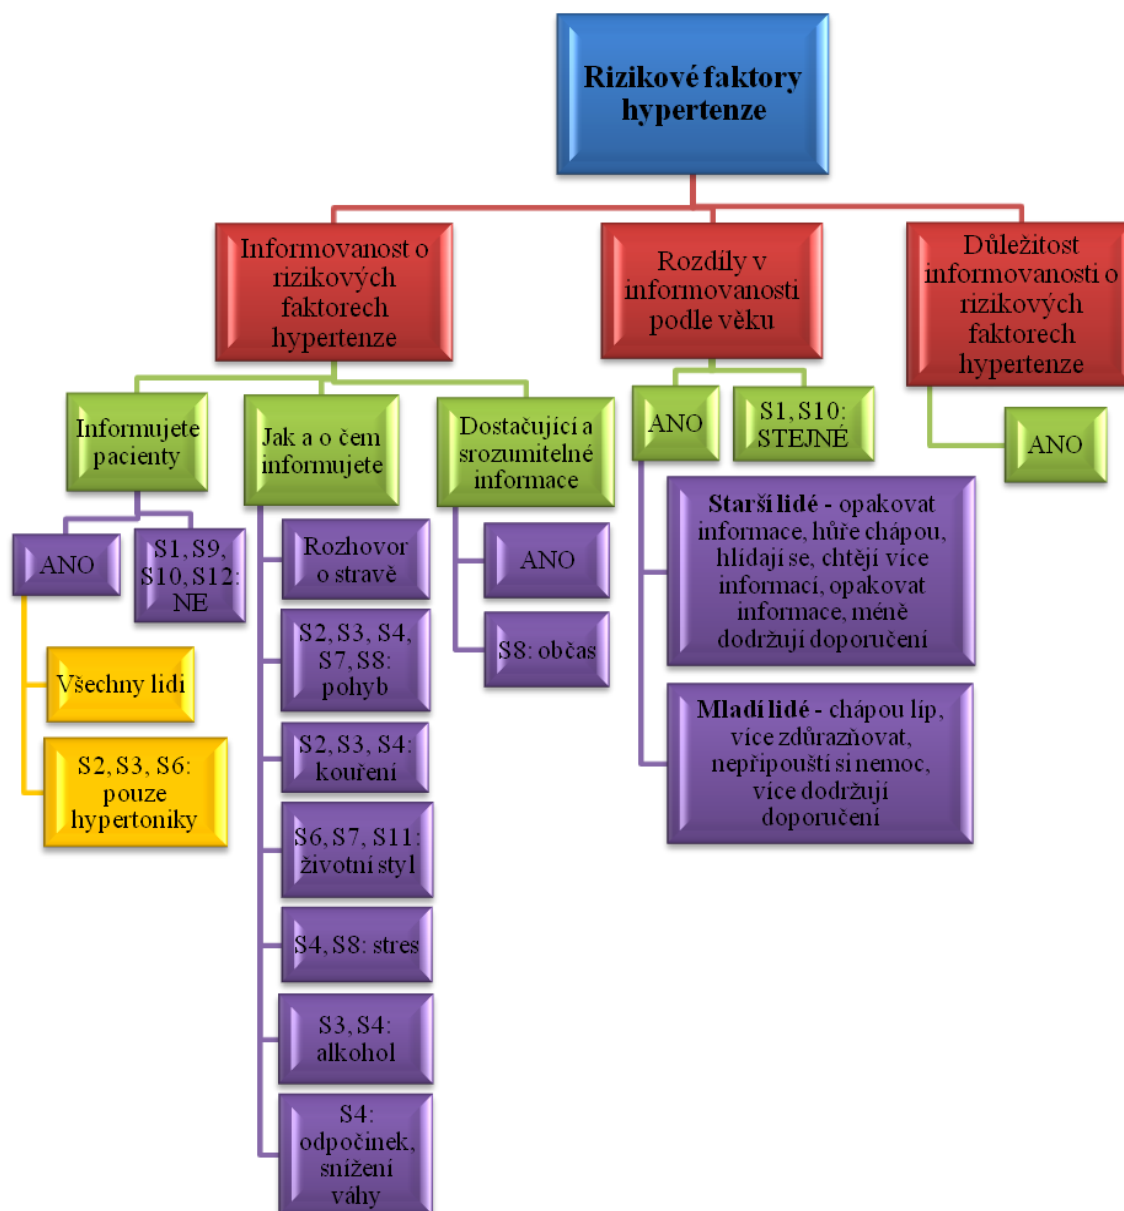 Rizikové faktory
hypertenze
Informovanost o
rizikových
faktorech
hypertenze
Rozdíly v
informovanosti
podle věku
Důležitost
informovanosti o
rizikových
faktorech
hypertenze
Informujete
pacienty
Jak a o čem
informujete
Dostačující a
srozumitelné
informace
ANO
S1, S10:
STEJNÉ
ANO
ANO
S1, S9,
S10, S12:
NE
Všechny lidi
S2, S3, S6:
pouze
hypertoniky
Rozhovor
o stravě
S2, S3, S4,
S7, S8:
pohyb
S2, S3, S4:
kouření
S6, S7, S11:
životní styl
S4, S8: stres
S3, S4:
alkohol
S4:
odpočinek,
snížení
váhy
ANO
S8: občas
Starší lidé - opakovat
informace, hůře chápou,
hlídají se, chtějí více
informací, opakovat
informace, méně
dodržují doporučení
Mladí lidé - chápou líp,
více zdůrazňovat,
nepřipouští si nemoc,
více dodržují
doporučení